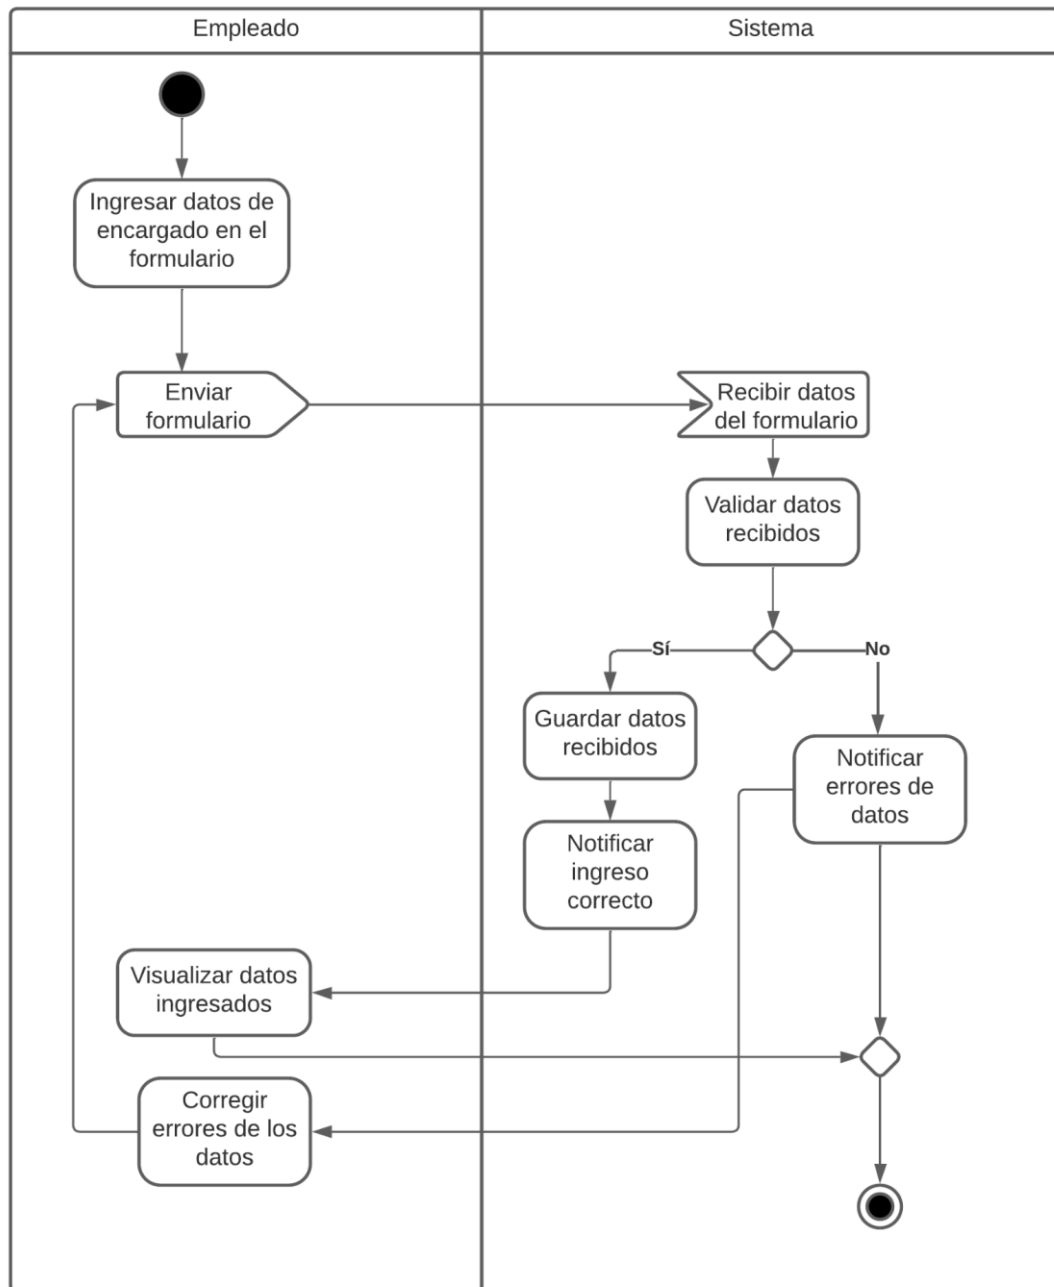 Empleado
Sistema
Ingresar datos de
encargado en el
formulario
Enviar
formulario
Recibir datos
del formulario
Validar datos
recibidos
Sí
No
Guardar datos
recibidos
Notificar
errores de
datos
Notificar
ingreso
correcto
Visualizar datos
ingresados
Corregir
errores de los
datos